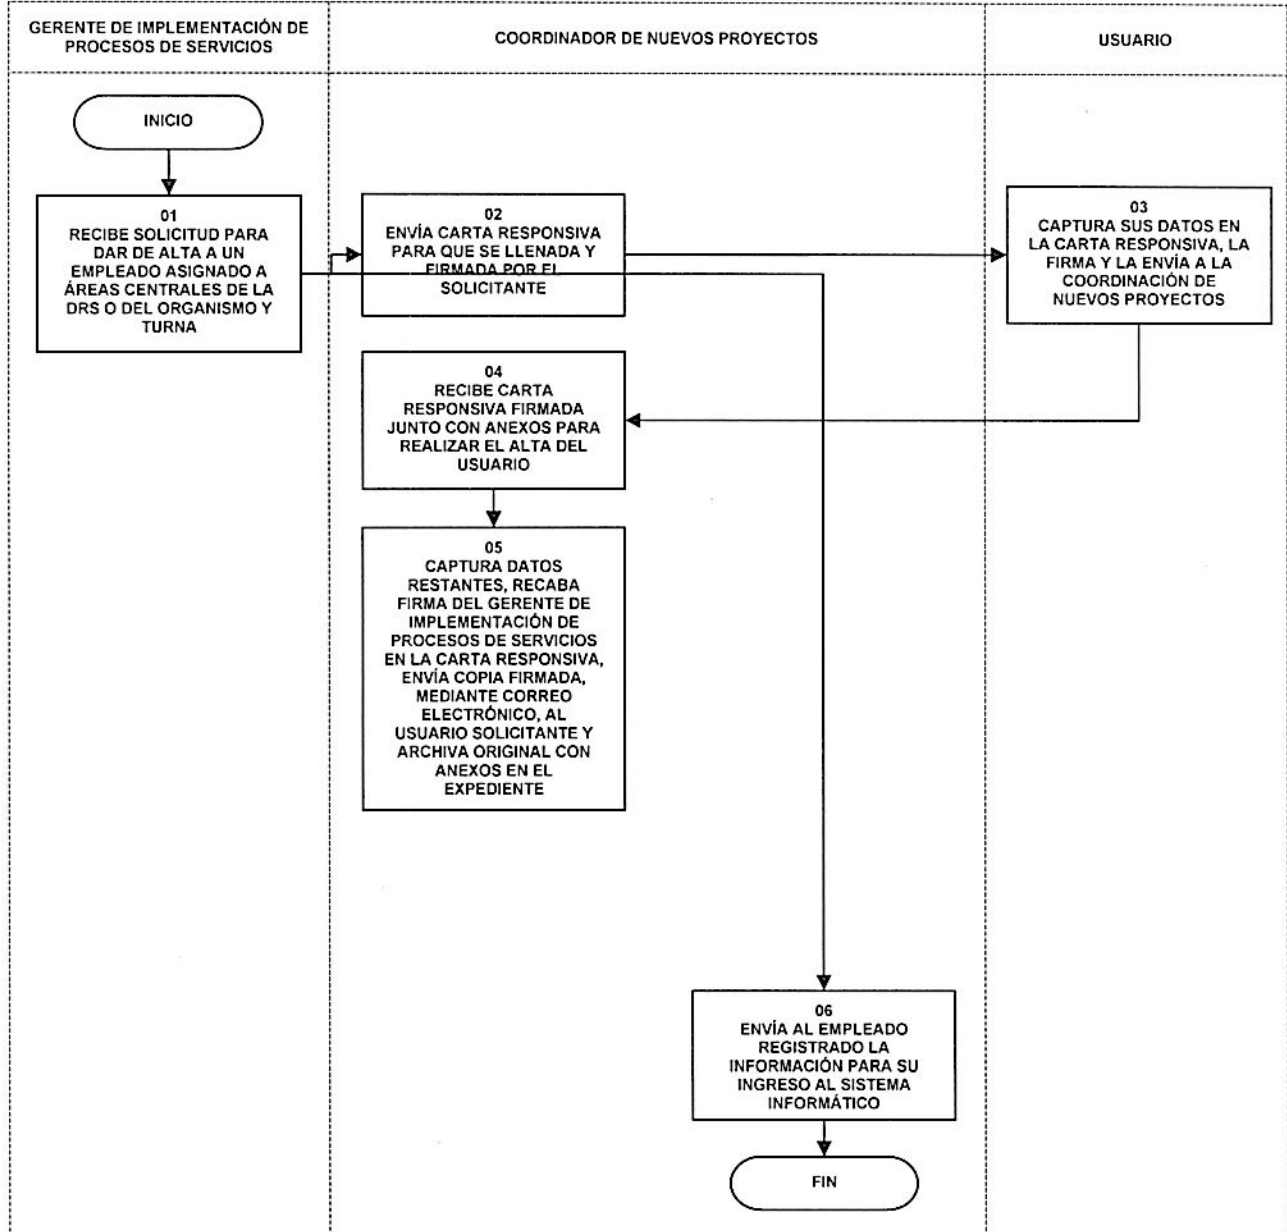 GERENTE DE IMPLEMENTACIÓN DE
PROCESOS DE SERVICIOS
COORDINADOR DE NUEVOS PROYECTOS
USUARIO
INICIO
01
RECIBE SOLICITUD PARA
DAR DE ALTA A UN
EMPLEADO ASIGNADO A
ÁREAS CENTRALES DE LA
DRS O DEL ORGANISMO Y
TURNA
02
ENVÍA CARTA RESPONSIVA
PARA QUE SE LLENADA Y
FIRMADA POR EL
SOLICITANTE
03
CAPTURA SUS DATOS EN
LA CARTA RESPONSIVA, LA
FIRMA Y LA ENVÍA A LA
COORDINACIÓN DE
NUEVOS PROYECTOS
04
RECIBE CARTA
RESPONSIVA FIRMADA
JUNTO CON ANEXOS PARA
REALIZAR EL ALTA DEL
USUARIO
05
CAPTURA DATOS
RESTANTES, RECABA
FIRMA DEL GERENTE DE
IMPLEMENTACIÓN DE
PROCESOS DE SERVICIOS
EN LA CARTA RESPONSIVA,
ENVÍA COPIA FIRMADA,
MEDIANTE CORREO
ELECTRÓNICO, AL
USUARIO SOLICITANTE Y
ARCHIVA ORIGINAL CON
ANEXOS EN EL
EXPEDIENTE
06
ENVÍA AL EMPLEADO
REGISTRADO LA
INFORMACIÓN PARA SU
INGRESO AL SISTEMA
INFORMÁTICO
FIN